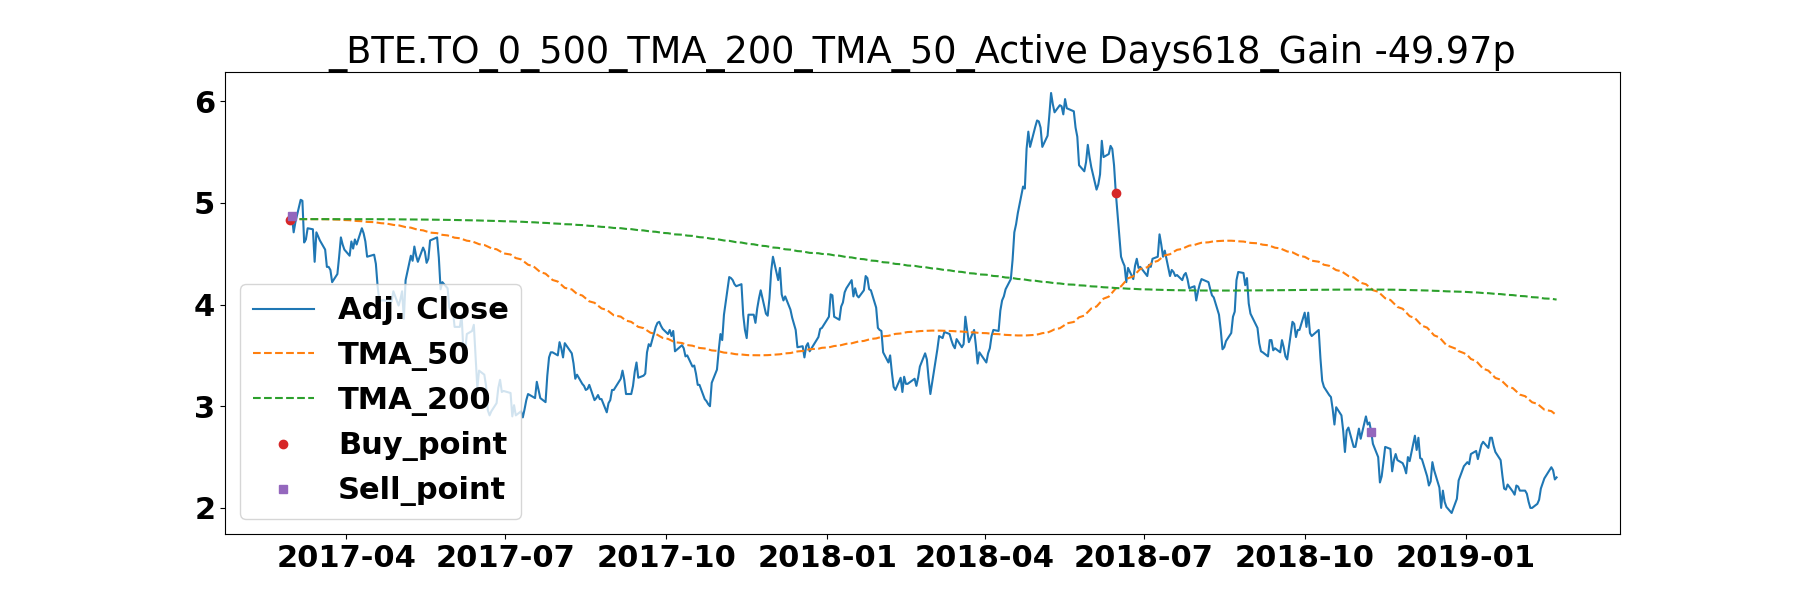 _BTE.TO_0_500_TMA_200_TMA_50_Active Days618_Gain -49.97p
6
5
4
3
2
Adj. Close
TMA_50
TMA_200
Buy_point
Sell_point
2017-04 2017-07 2017-10 2018-01 2018-04 2018-07 2018-10 2019-01